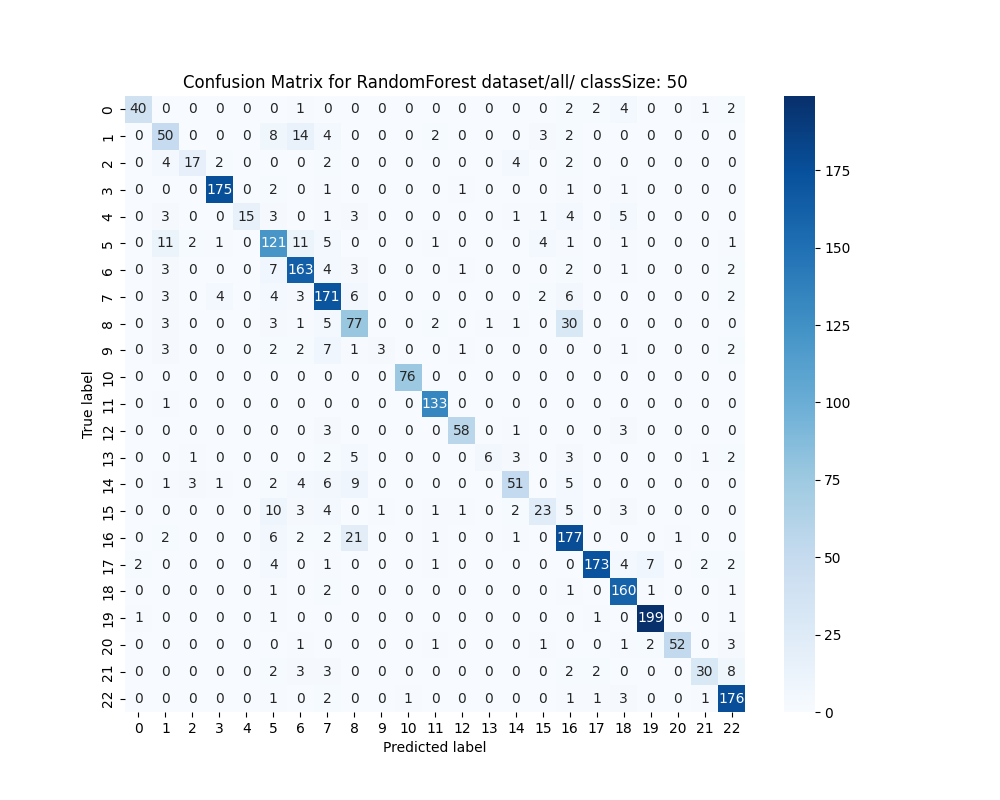 Confusion Matrix for RandomForest dataset/all/ classSize: 50
0 40 0 0 0 0 0 1 0 0 0 0 0 0 0 0 0 2 2 4 0 0 1 2
1 0 50 0 0 0 8 14 4 0 0 0 2 0 0 0 3 2 0 0 0 0 0 0
2 0 4 17 2 0 0 0 2 0 0 0 0 0 0 4 0 2 0 0 0 0 0 0
3 0 0 0 175 0 2 0 1 0 0 0 0 1 0 0 0 1 0 1 0 0 0 0
4 0 3 0 0 15 3 0 1 3 0 0 0 0 0 1 1 4 0 5 0 0 0 0
5 0 11 2 1 0 121 11 5 0 0 0 1 0 0 0 4 1 0 1 0 0 0 1
6 0 3 0 0 0 7 163 4 3 0 0 0 1 0 0 0 2 0 1 0 0 0 2
7 0 3 0 4 0 4 3 171 6 0 0 0 0 0 0 2 6 0 0 0 0 0 2
8 0 3 0 0 0 3 1 5 77 0 0 2 0 1 1 0 30 0 0 0 0 0 0
9 0 3 0 0 0 2 2 7 1 3 0 0 1 0 0 0 0 0 1 0 0 0 2
10 0 0 0 0 0 0 0 0 0 0 76 0 0 0 0 0 0 0 0 0 0 0 0
11 0 1 0 0 0 0 0 0 0 0 0 133 0 0 0 0 0 0 0 0 0 0 0
12 0 0 0 0 0 0 0 3 0 0 0 0 58 0 1 0 0 0 3 0 0 0 0
13 0 0 1 0 0 0 0 2 5 0 0 0 0 6 3 0 3 0 0 0 0 1 2
14 0 1 3 1 0 2 4 6 9 0 0 0 0 0 51 0 5 0 0 0 0 0 0
15 0 0 0 0 0 10 3 4 0 1 0 1 1 0 2 23 5 0 3 0 0 0 0
16 0 2 0 0 0 6 2 2 21 0 0 1 0 0 1 0 177 0 0 0 1 0 0
17 2 0 0 0 0 4 0 1 0 0 0 1 0 0 0 0 0 173 4 7 0 2 2
18 0 0 0 0 0 1 0 2 0 0 0 0 0 0 0 0 1 0 160 1 0 0 1
19 1 0 0 0 0 1 0 0 0 0 0 0 0 0 0 0 0 1 0 199 0 0 1
20 0 0 0 0 0 0 1 0 0 0 0 1 0 0 0 1 0 0 1 2 52 0 3
21 0 0 0 0 0 2 3 3 0 0 0 0 0 0 0 0 2 2 0 0 0 30 8
22 0 0 0 0 0 1 0 2 0 0 1 0 0 0 0 0 1 1 3 0 0 1 176
0 1 2 3 4 5 6 7 8 9 10 11 12 13 14 15 16 17 18 19 20 21 22
Predicted label
True label
175
150
125
100
75
50
25
0